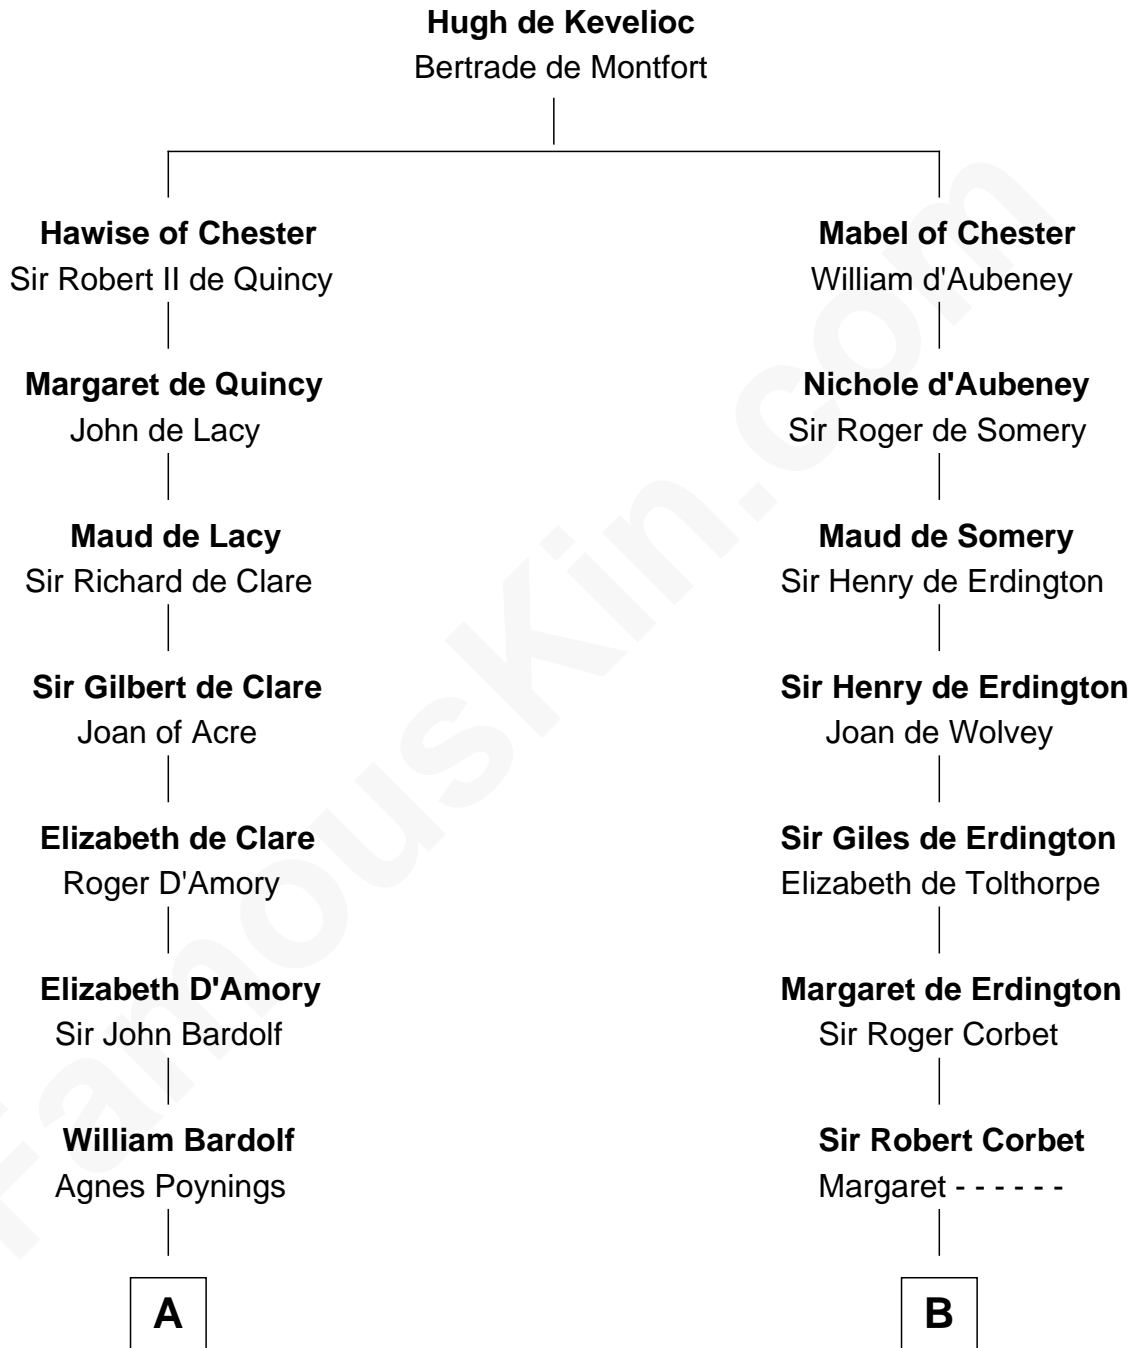 Hugh de Kevelioc
Bertrade de Montfort
Hawise of Chester
Sir Robert II de Quincy
Margaret de Quincy
John de Lacy
Maud de Lacy
Sir Richard de Clare
Sir Gilbert de Clare
Joan of Acre
Elizabeth de Clare
Roger D'Amory
Elizabeth D'Amory
Sir John Bardolf
William Bardolf
Agnes Poynings
A
Mabel of Chester
William d'Aubeney
Nichole d'Aubeney
Sir Roger de Somery
Maud de Somery
Sir Henry de Erdington
Sir Henry de Erdington
Joan de Wolvey
Sir Giles de Erdington
Elizabeth de Tolthorpe
Margaret de Erdington
Sir Roger Corbet
Sir Robert Corbet
Margaret - - - - - -
B
FamousKin.com